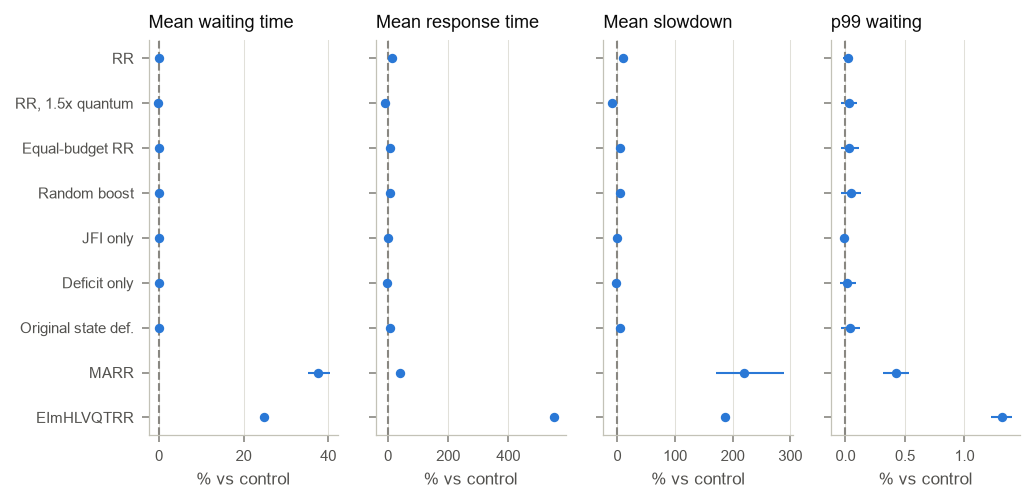 Mean waiting time
Mean response time
Mean slowdown
p99 waiting
RR
RR, 1.5x quantum
Equal-budget RR
Random boost
JFI only
Deficit only
Original state def.
MARR
EImHLVQTRR
0 20 40
0 200 400
0 100 200 300
0.0 0.5 1.0
% vs control
% vs control
% vs control
% vs control